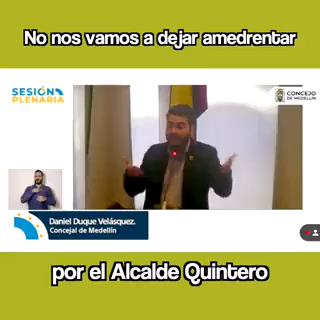 No nos vamos a dejar amedrentar
SESIÓN
PLENARIA
CONCEJO
DE MEDELLÍN
Daniel Duque Velásquez.
Concejal de Medellín
por el Alcalde Quintero